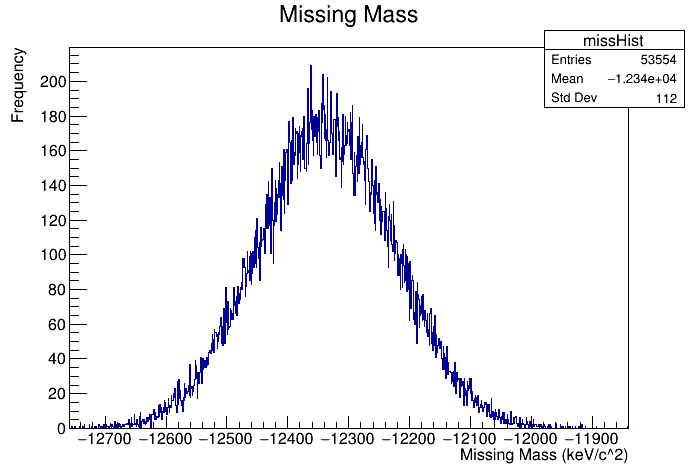 Missing Mass
missHist
Entries 53554
Mean −1.234e+04
Std Dev 112
Frequency
200
180
160
140
120
100
80
60
40
20
0
−12700 −12600 −12500 −12400 −12300 −12200 −12100 −12000 −11900
Missing Mass (keV/c^2)